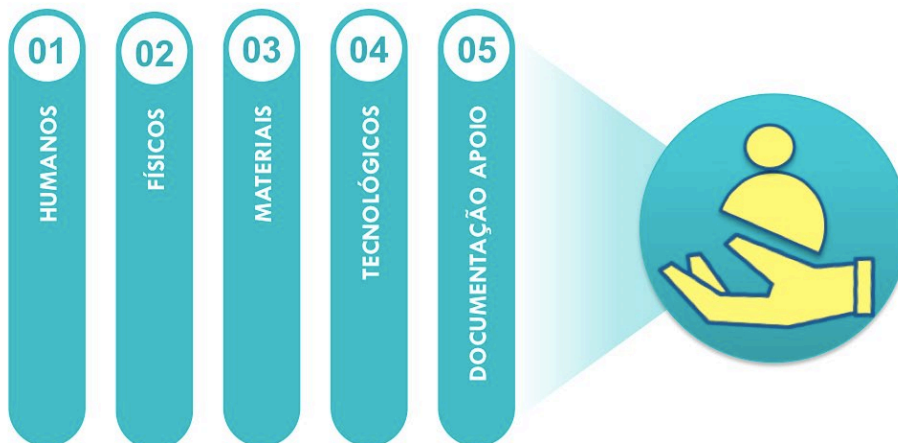 01
HUMANOS
02
FÍSICOS
03
MATERIAIS
04
TECNOLÓGICOS
05
DOCUMENTAÇÃO APOIO